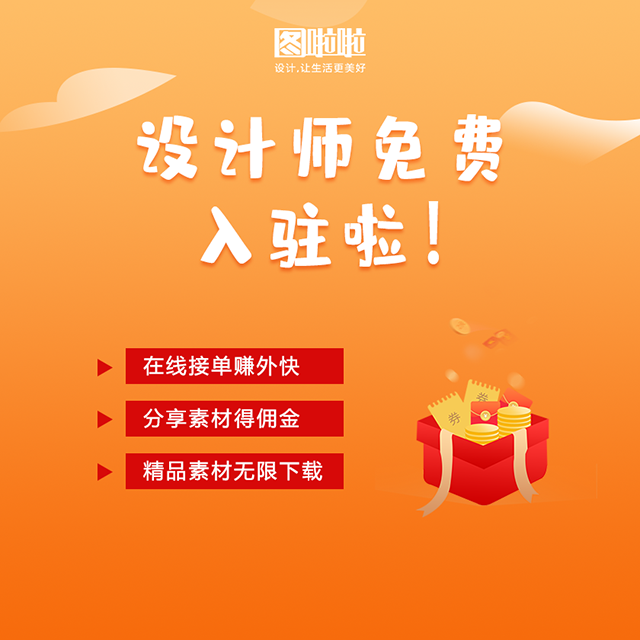 图啦啦
设计,让生活更美好
设计师免费
入驻啦!
在线接单赚外快
分享素材得佣金
精品素材无限下载
券
券